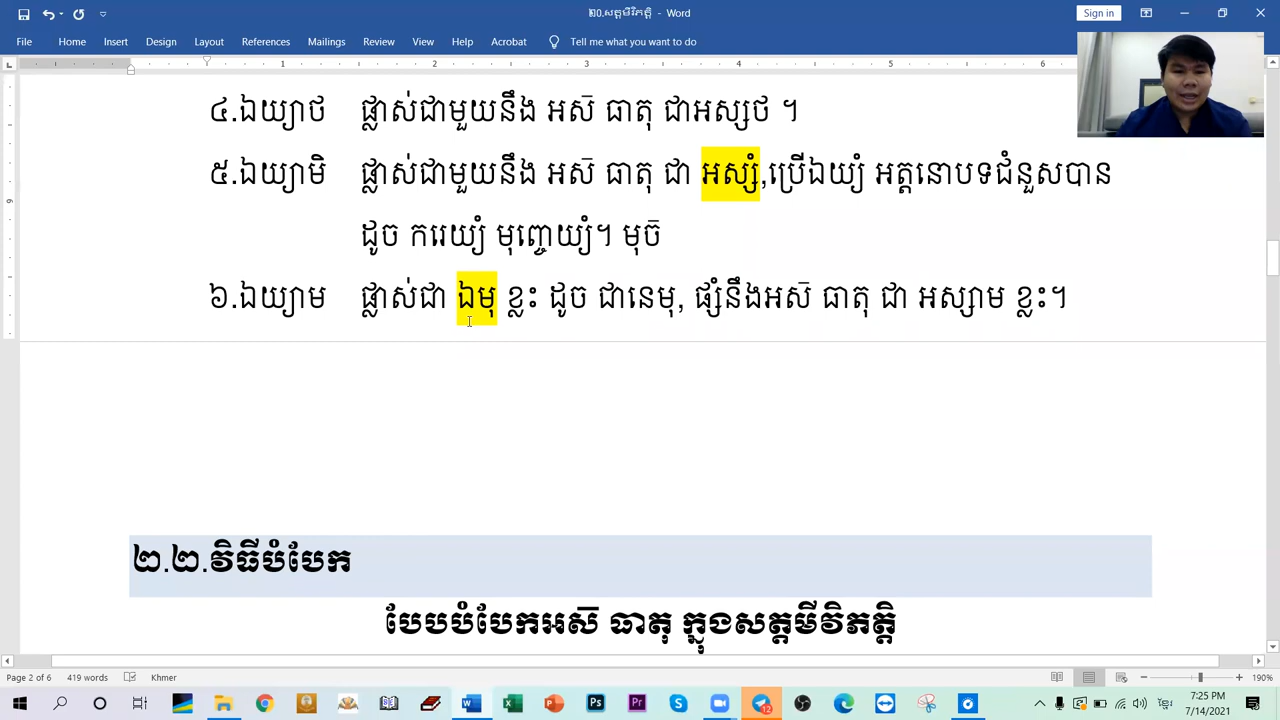 ២០.សត្តមីវិភត្តិ - Word
Sign in
File Home Insert Design Layout References Mailings Review View Help Acrobat Tell me what you want to do
1 2 3 4 5 6
៤.ឯយ្យាថ ផ្លាស់ជាមួយនឹង អស៑ ធាតុ ជាអស្សថ ។
៥.ឯយ្យាមិ ផ្លាស់ជាមួយនឹង អស៑ ធាតុ ជា អស្សំ,ប្រើឯយ្យំ អត្តនោបទជំនួសបាន
ដូច ករេយ្យំ មុញ្ចេយ្យំ។ មុច៑
៦.ឯយ្យាម ផ្លាស់ជា ឯមុ ខ្លះ ដូច ជានេមុ, ផ្សំនឹងអស៑ ធាតុ ជា អស្សាម ខ្លះ។
២.២.វិធីបំបែក
បែបបំបែកអស៑ ធាតុ ក្នុងសត្តមីវិភត្តិ
Page 2 of 6 419 words Khmer 190%
7:25 PM
7/14/2021